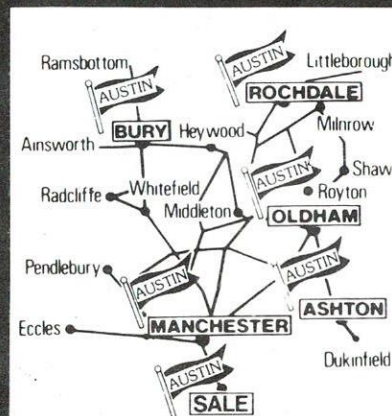 Ramsbottom
AUSTIN
Littleborough
AUSTIN
ROCHDALE
BURY
Heywood
Milnrow
Ainsworth
AUSTIN
Shaw
Radcliffe
Whitefield
Middleton
Royton
OLDHAM
Pendlebury
AUSTIN
AUSTIN
ASHTON
Eccles
MANCHESTER
Dukinfield
AUSTIN
SALE